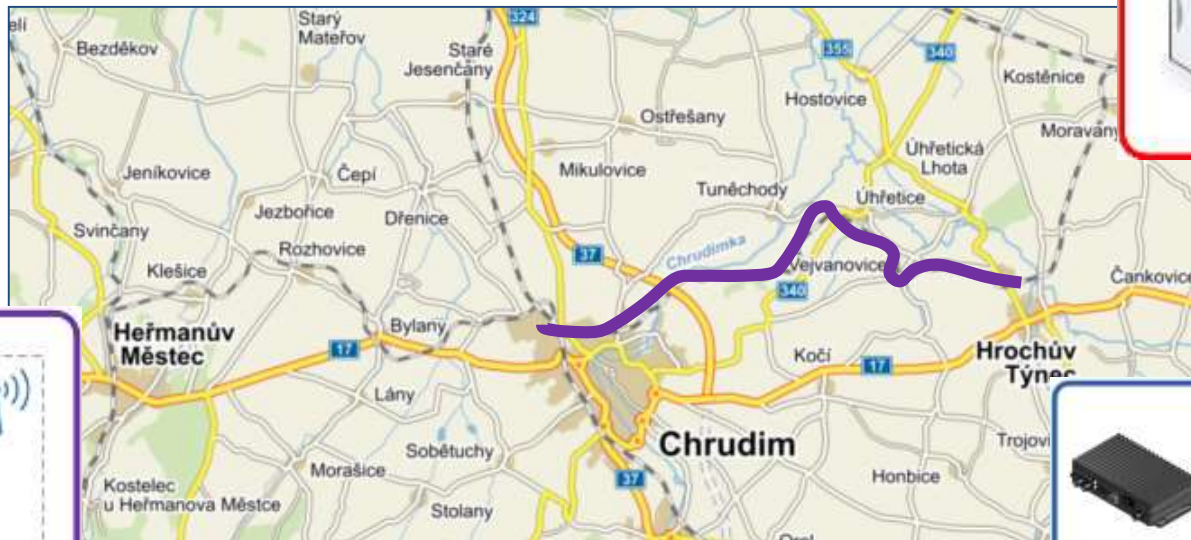 324
elí
Bezděkov
Starý
Mateřov
Staré
Jesenčany
355
340
Kostěnice
Hostovice
Ostřešany
Moravany
Úhřetická
Lhota
Jeníkovice
Čepí
Mikulovice
Tuněchody
Úhřetice
Jezbořice
Dřenice
Svinčany
Rozhovice
37
Chrudimka
Klešice
Vejvanovice
Čankovice
340
Heřmanův
Městec
Bylany
17
Kočí
17
Hrochův
Týnec
Lány
Chrudim
Sobětuchy
Trojovi
Morašice
Honbice
37
Kostelec
u Heřmanova Městce
Stolany